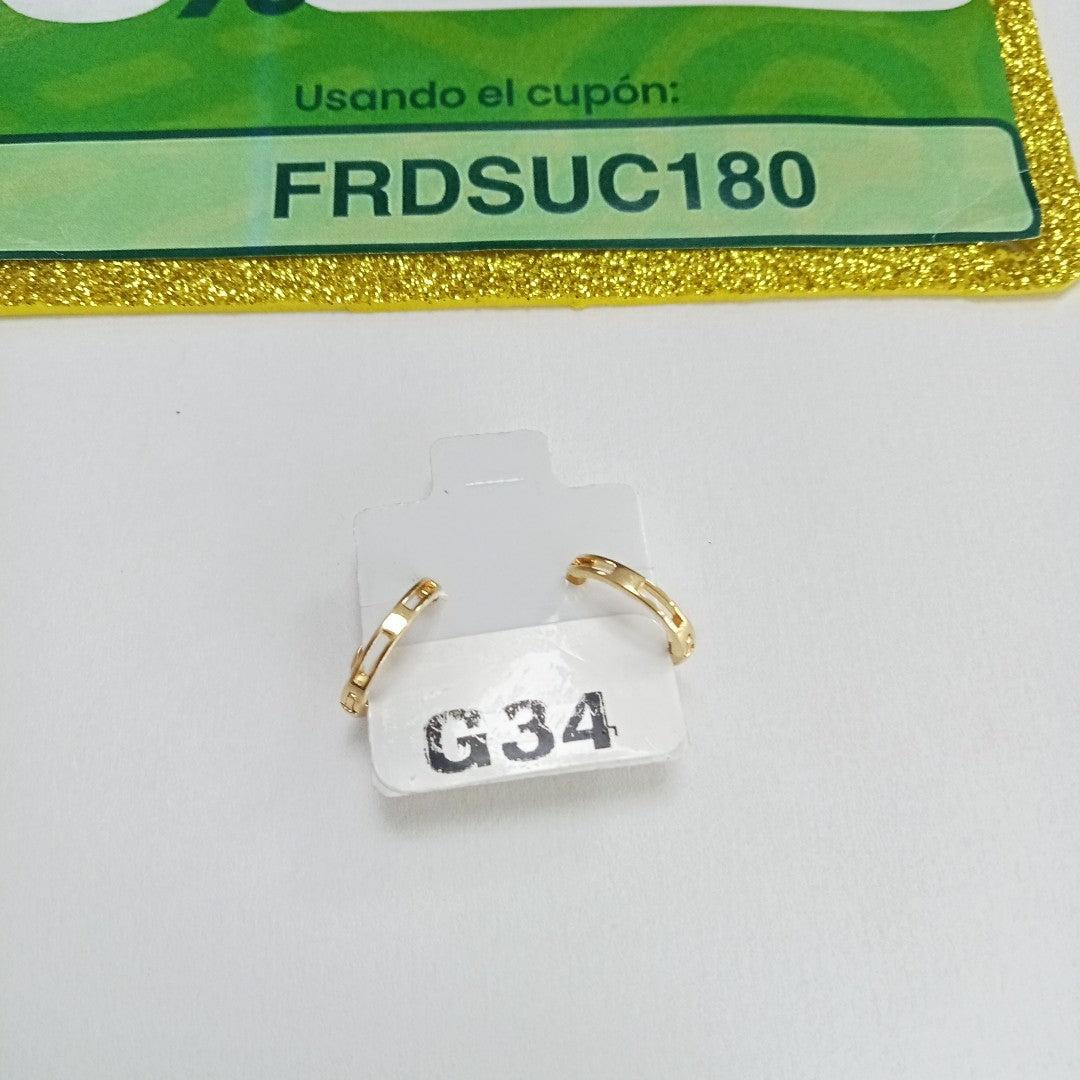 %
Usando el cupón:
FRDSUC180
G34